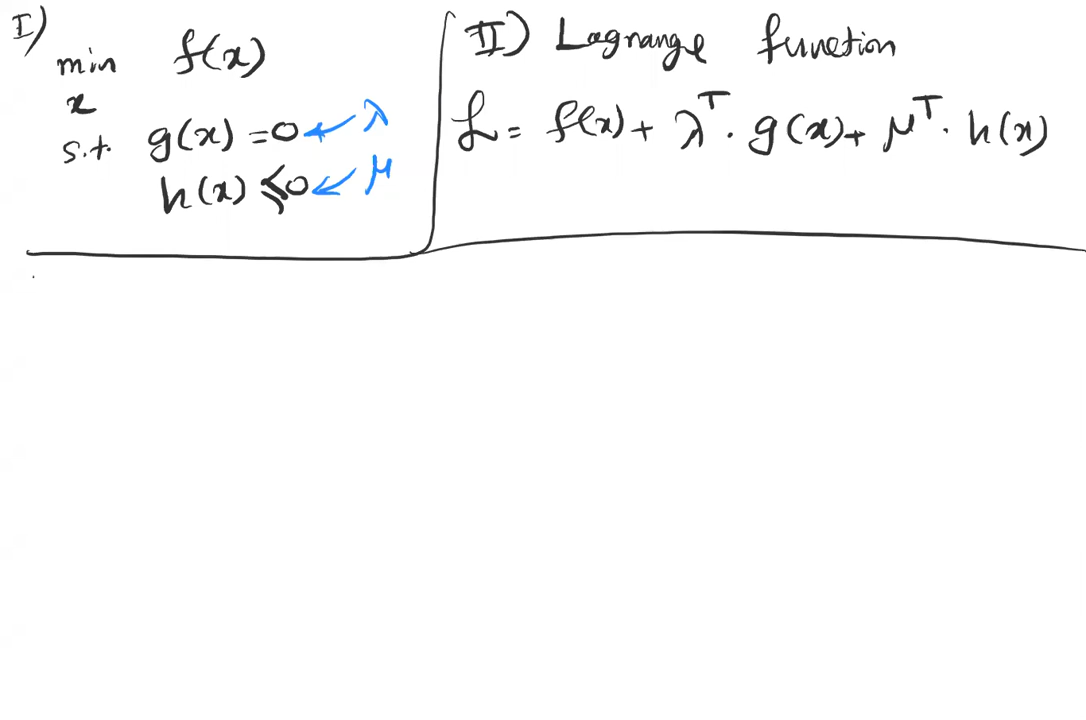 I)
min f(x)
x
s.t. g(x) = 0 ← λ
h(x) ≤ 0 ← μ
II) Lagrange function
ℒ = f(x) + λᵀ · g(x) + μᵀ · h(x)